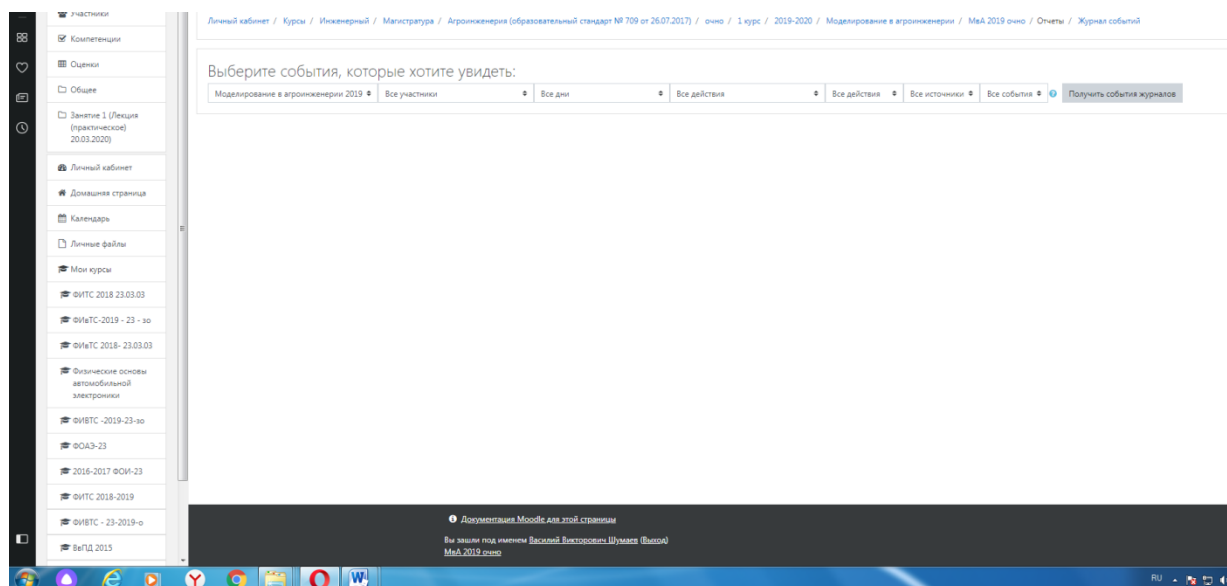 Участники
Компетенции
Оценки
Общее
Занятие 1 (Лекция
(практическое)
20.03.2020)
Личный кабинет
Домашняя страница
Календарь
Личные файлы
Мои курсы
ФИТС 2018 23.03.03
ФИвТС-2019 - 23 - зо
ФИвТС 2018- 23.03.03
Физические основы
автомобильной
электроники
ФИВТС -2019-23-зо
ФОАЭ-23
2016-2017 ФОИ-23
ФИТС 2018-2019
ФИВТС - 23-2019-о
ВвПД 2015
Личный кабинет / Курсы / Инженерный / Магистратура / Агроинженерия (образовательный стандарт № 709 от 26.07.2017) / очно / 1 курс / 2019-2020 / Моделирование в агроинженерии / МвА 2019 очно / Отчеты / Журнал событий
Выберите события, которые хотите увидеть:
Моделирование в агроинженерии 2019 Все участники Все дни Все действия Все действия Все источники Все события Получить события журналов
Документация Moodle для этой страницы
Вы зашли под именем Василий Викторович Шумаев (Выход)
МвА 2019 очно
RU